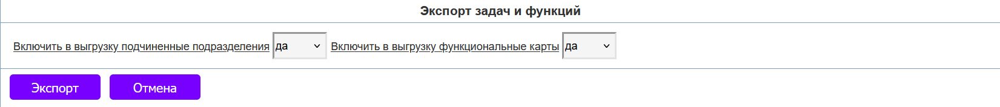 Экспорт задач и функций
Включить в выгрузку подчиненные подразделения да Включить в выгрузку функциональные карты да
Экспорт Отмена